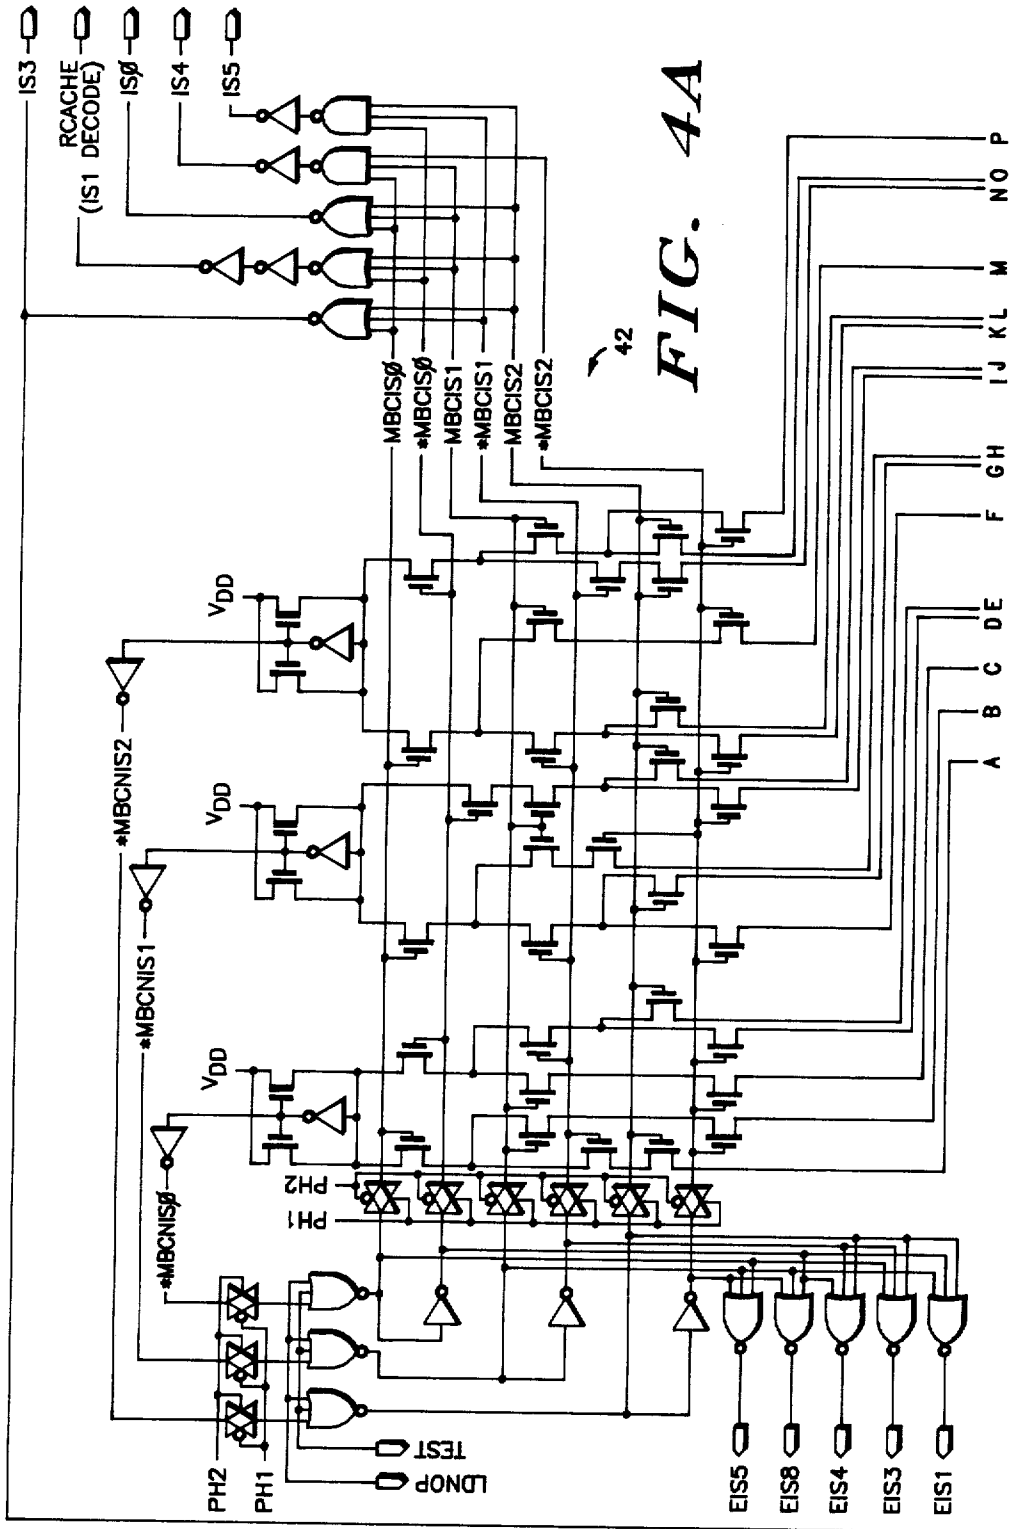 IS3
RCACHE
(IS1 DECODE)
ISØ
IS4
IS5
FIG. 4A
42
MBCISØ
*MBCISØ
MBCIS1
*MBCIS1
MBCIS2
*MBCIS2
VDD
VDD
VDD
*MBCNIS2
*MBCNIS1
*MBCNISØ
PH2
PH1
PH2
PH1
TEST
LDNOP
EIS5
EIS8
EIS4
EIS3
EIS1
A
B
C
D
E
F
G
H
I
J
K
L
M
N
O
P